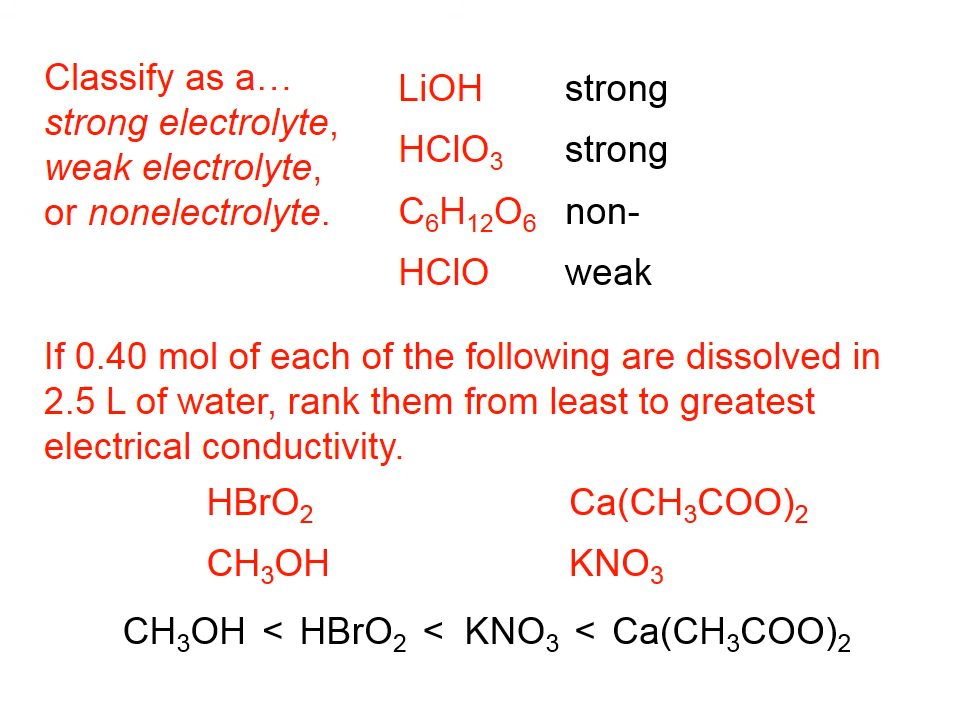 Classify as a…
strong electrolyte,
weak electrolyte,
or nonelectrolyte.
LiOH strong
HClO₃ strong
C₆H₁₂O₆ non-
HClO weak
If 0.40 mol of each of the following are dissolved in
2.5 L of water, rank them from least to greatest
electrical conductivity.
HBrO₂ Ca(CH₃COO)₂
CH₃OH KNO₃
CH₃OH < HBrO₂ < KNO₃ < Ca(CH₃COO)₂